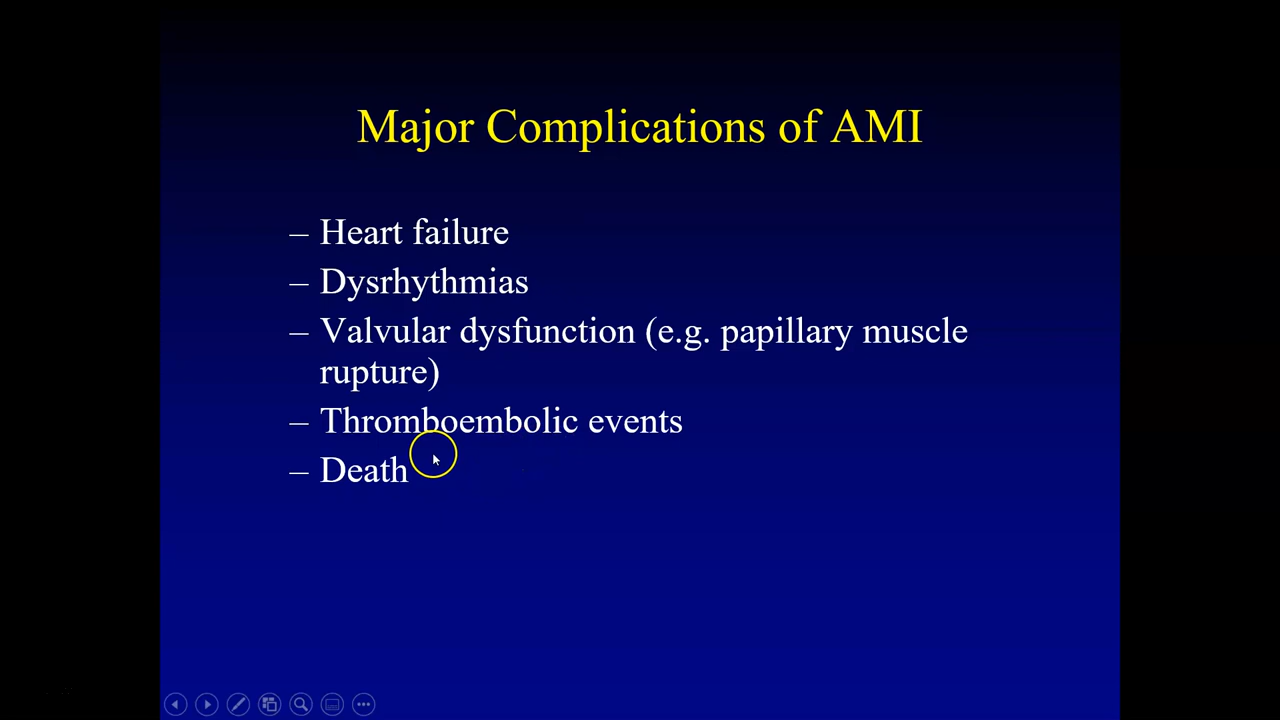 Major Complications of AMI
– Heart failure
– Dysrhythmias
– Valvular dysfunction (e.g. papillary muscle
rupture)
– Thromboembolic events
– Death